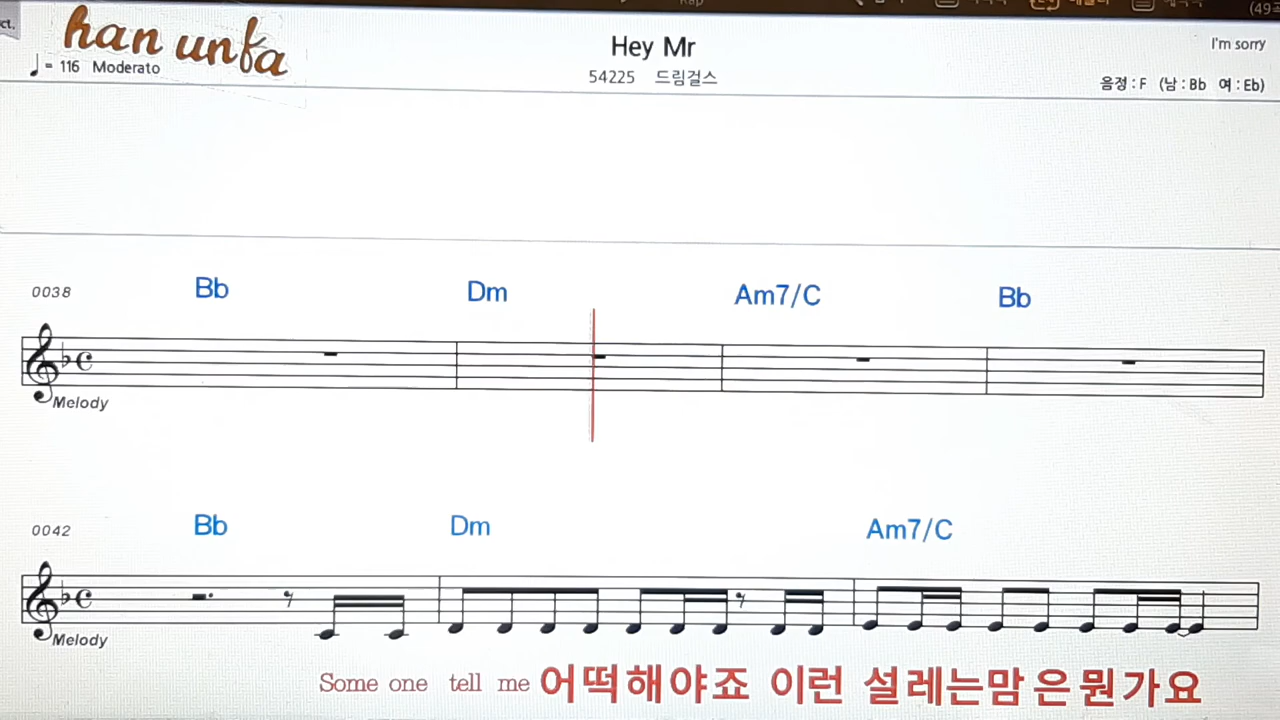 ct.
han unfa
♩= 116 Moderato
Hey Mr
54225 드림걸스
I'm sorry
음정 : F (남 : Bb 여 : Eb)
0038
Bb Dm Am7/C Bb
Melody
0042
Bb Dm Am7/C
Melody
Some one tell me 어떡해야죠 이런 설레는맘은뭔가요